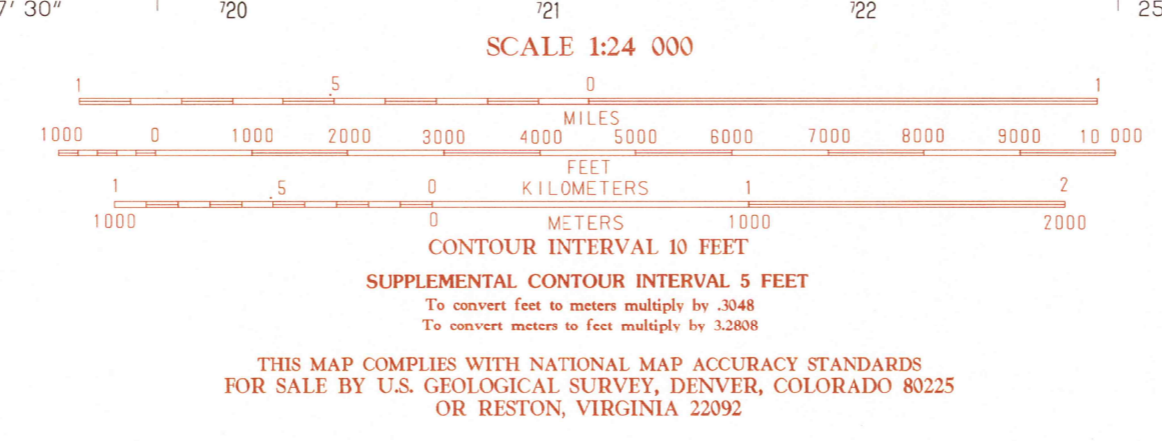 7' 30" 720 721 722 25
SCALE 1:24 000
1 .5 0 1
MILES
1000 0 1000 2000 3000 4000 5000 6000 7000 8000 9000 10 000
FEET
1 .5 0 KILOMETERS 1 2
1000 0 METERS 1000 2000
CONTOUR INTERVAL 10 FEET
SUPPLEMENTAL CONTOUR INTERVAL 5 FEET
To convert feet to meters multiply by .3048
To convert meters to feet multiply by 3.2808
THIS MAP COMPLIES WITH NATIONAL MAP ACCURACY STANDARDS
FOR SALE BY U.S. GEOLOGICAL SURVEY, DENVER, COLORADO 80225
OR RESTON, VIRGINIA 22092